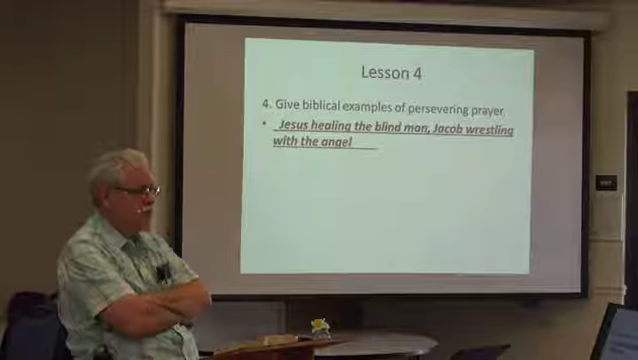 Lesson 4
4. Give biblical examples of persevering prayer.
• Jesus healing the blind man, Jacob wrestling
with the angel